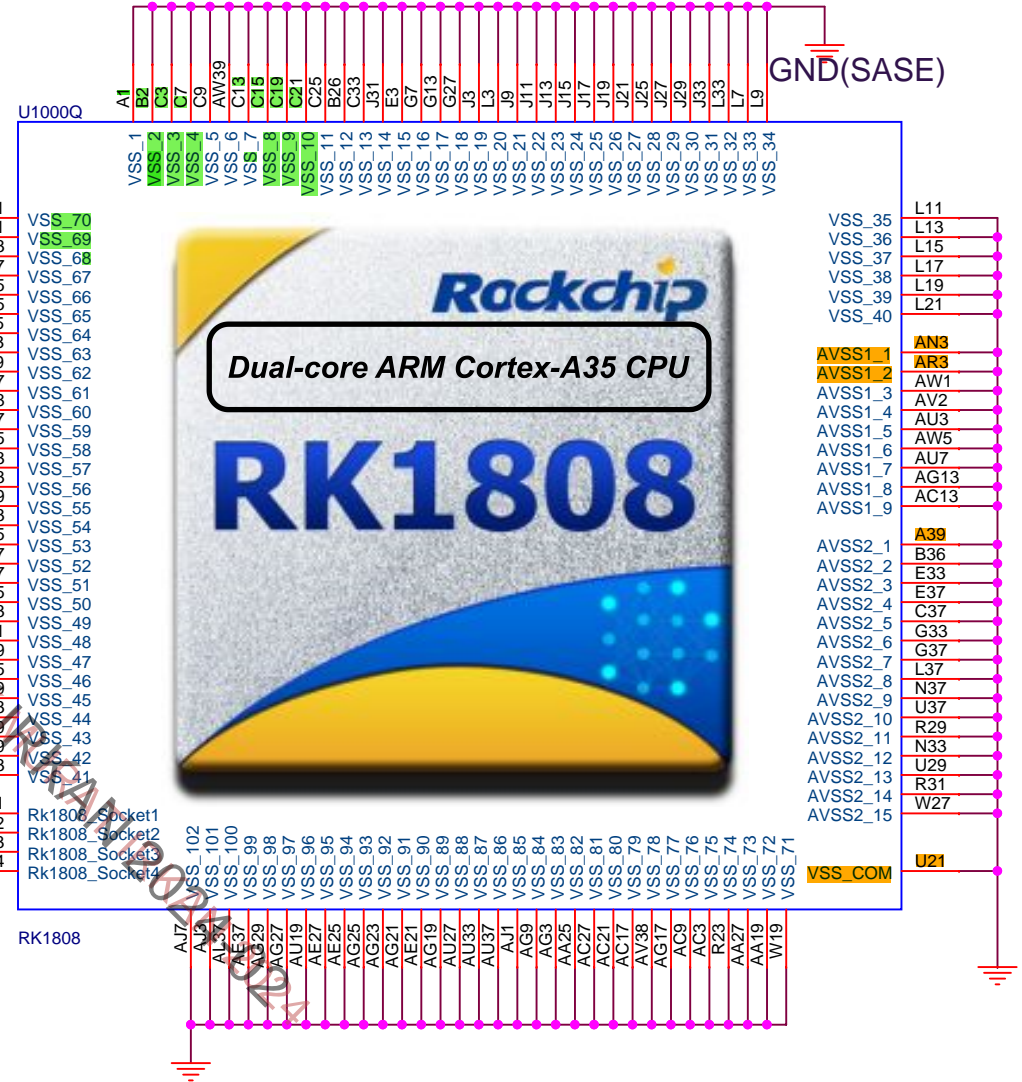 GND(SASE)
A1 B2 C3 C7 C9 AW39 C13 C15 C19 C21 C25 B26 C33 J31 E3 G7 G13 G27 J3 L3 J9 J11 J13 J15 J17 J19 J21 J25 J27 J29 J33 L33 L7 L9
U1000Q
VSS_1 VSS_2 VSS_3 VSS_4 VSS_5 VSS_6 VSS_7 VSS_8 VSS_9 VSS_10 VSS_11 VSS_12 VSS_13 VSS_14 VSS_15 VSS_16 VSS_17 VSS_18 VSS_19 VSS_20 VSS_21 VSS_22 VSS_23 VSS_24 VSS_25 VSS_26 VSS_27 VSS_28 VSS_29 VSS_30 VSS_31 VSS_32 VSS_33 VSS_34
VSS_70
VSS_69
VSS_68
VSS_67
VSS_66
VSS_65
VSS_64
VSS_63
VSS_62
VSS_61
VSS_60
VSS_59
VSS_58
VSS_57
VSS_56
VSS_55
VSS_54
VSS_53
VSS_52
VSS_51
VSS_50
VSS_49
VSS_48
VSS_47
VSS_46
VSS_45
VSS_44
VSS_43
VSS_42
VSS_41
Rk1808_Socket1
Rk1808_Socket2
Rk1808_Socket3
Rk1808_Socket4
Rockchip
Dual-core ARM Cortex-A35 CPU
RK1808
VSS_35 L11
VSS_36 L13
VSS_37 L15
VSS_38 L17
VSS_39 L19
VSS_40 L21
AVSS1_1 AN3
AVSS1_2 AR3
AVSS1_3 AW1
AVSS1_4 AV2
AVSS1_5 AU3
AVSS1_6 AW5
AVSS1_7 AU7
AVSS1_8 AG13
AVSS1_9 AC13
AVSS2_1 A39
AVSS2_2 B36
AVSS2_3 E33
AVSS2_4 E37
AVSS2_5 C37
AVSS2_6 G33
AVSS2_7 G37
AVSS2_8 L37
AVSS2_9 N37
AVSS2_10 U37
AVSS2_11 R29
AVSS2_12 N33
AVSS2_13 U29
AVSS2_14 R31
AVSS2_15 W27
VSS_COM U21
VSS_102 VSS_101 VSS_100 VSS_99 VSS_98 VSS_97 VSS_96 VSS_95 VSS_94 VSS_93 VSS_92 VSS_91 VSS_90 VSS_89 VSS_88 VSS_87 VSS_86 VSS_85 VSS_84 VSS_83 VSS_82 VSS_81 VSS_80 VSS_79 VSS_78 VSS_77 VSS_76 VSS_75 VSS_74 VSS_73 VSS_72 VSS_71
RK1808
AJ7 AE37 AG27 AU19 AE27 AE25 AG25 AG23 AG21 AE21 AG19 AU27 AU33 AU37 AJ1 AG9 AG3 AA25 AC27 AC21 AC17 AV38 AG17 AC9 AC3 R23 AA27 AA19 W19